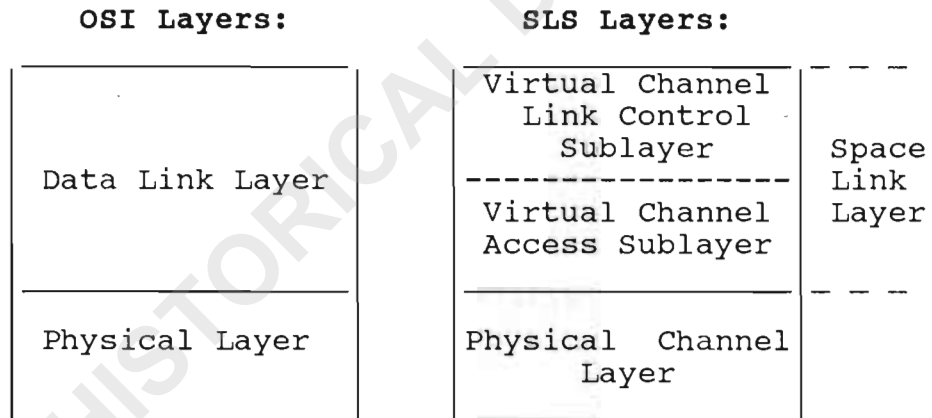 OSI Layers:
SLS Layers:
Data Link Layer
Physical Layer
Virtual Channel
Link Control
Sublayer
Virtual Channel
Access Sublayer
Physical Channel
Layer
Space
Link
Layer
HISTORICAL